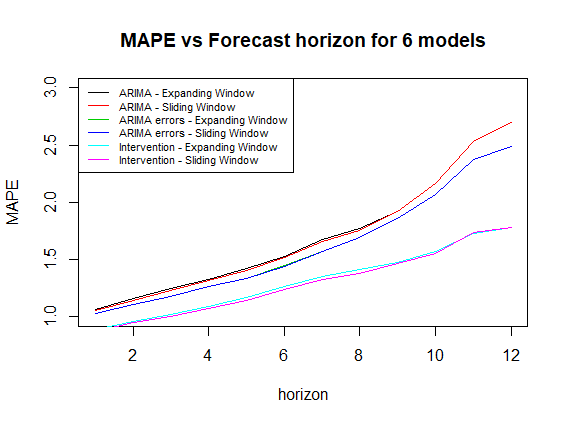 MAPE vs Forecast horizon for 6 models
ARIMA - Expanding Window
ARIMA - Sliding Window
ARIMA errors - Expanding Window
ARIMA errors - Sliding Window
Intervention - Expanding Window
Intervention - Sliding Window
MAPE
3.0
2.5
2.0
1.5
1.0
2 4 6 8 10 12
horizon